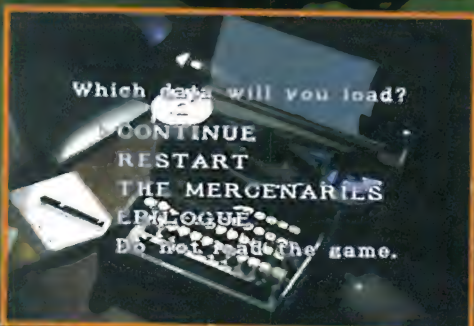 Which data will you load?
CONTINUE
RESTART
THE MERCENARIES
EPILOGUE
Do not load the game.